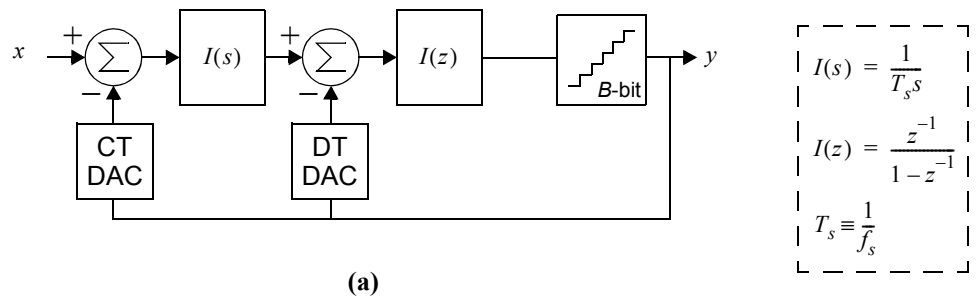 x + Σ − I(s) + Σ − I(z) B-bit y
CT
DAC
DT
DAC
(a)
I(s) = 1/(T_s s)
I(z) = z^{-1}/(1 − z^{-1})
T_s ≡ 1/f_s